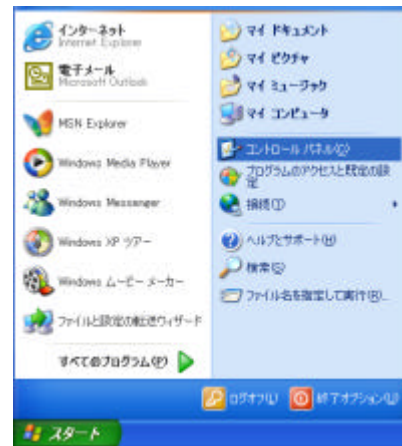 インターネット
Internet Explorer
電子メール
Microsoft Outlook
MSN Explorer
Windows Media Player
Windows Messenger
Windows XP ツアー
Windows ムービー メーカー
ファイルと設定の転送ウィザード
すべてのプログラム(P)
マイ ドキュメント
マイ ピクチャ
マイ ミュージック
マイ コンピュータ
コントロール パネル(C)
プログラムのアクセスと既定の設
定
接続(T)
ヘルプとサポート(H)
検索(S)
ファイル名を指定して実行(R)...
ログオフ(L)
終了オプション(U)
スタート